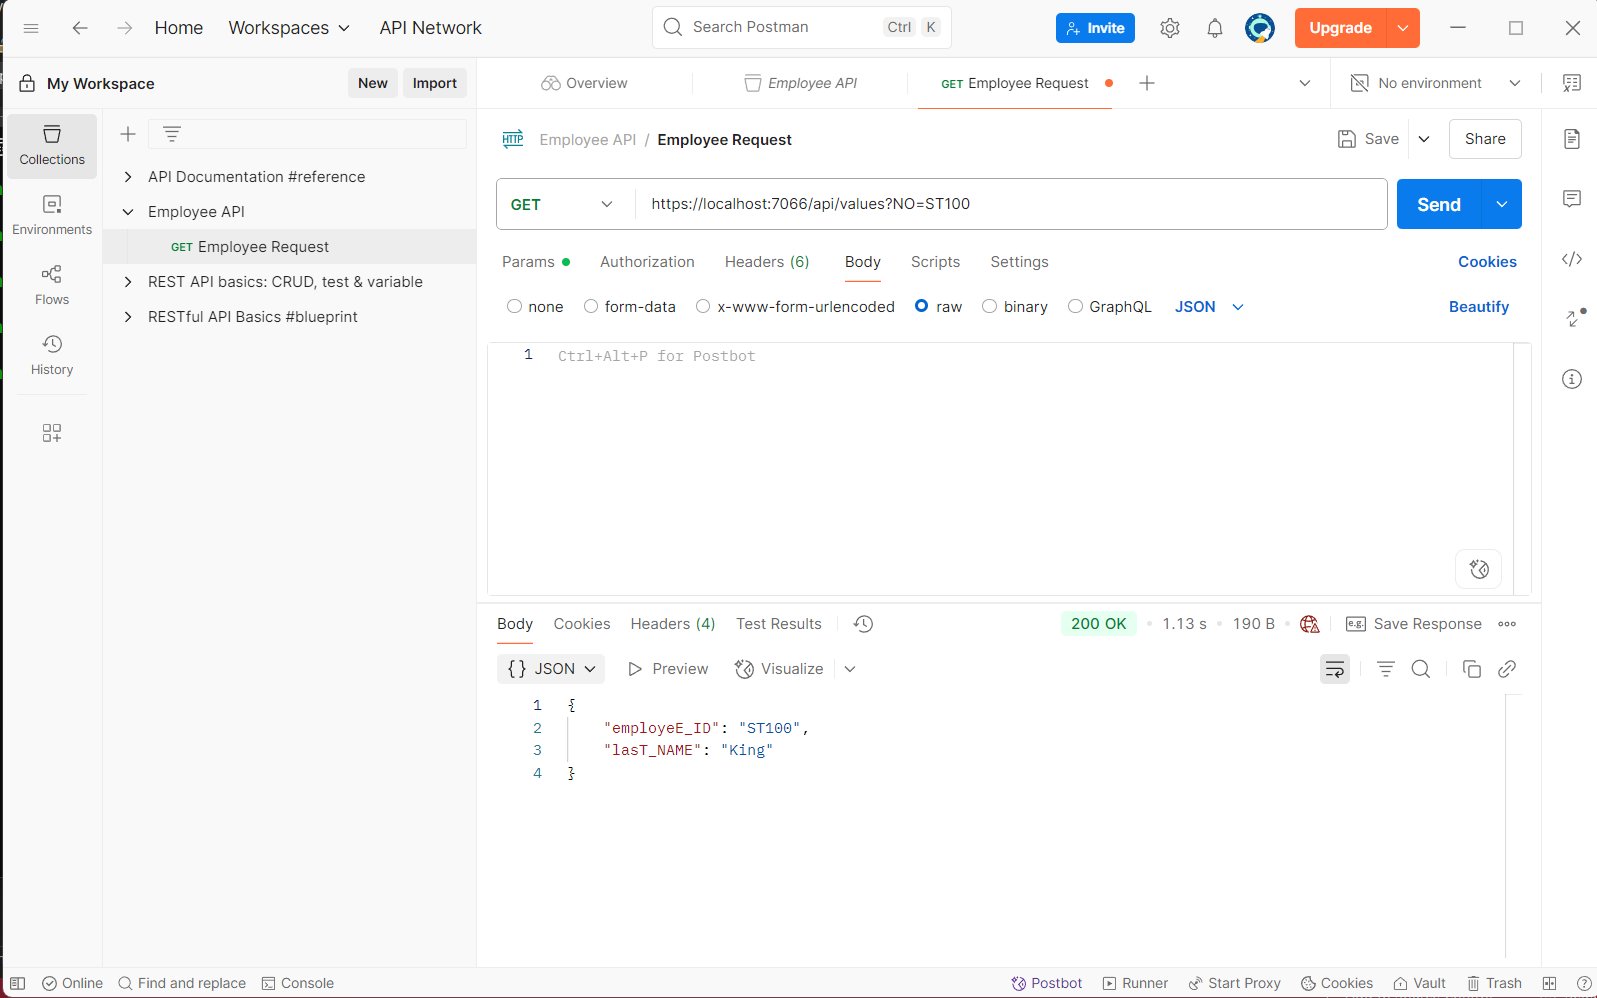 Home
Workspaces
API Network
Search Postman
Ctrl K
Invite
Upgrade
My Workspace
New
Import
Overview
Employee API
GET Employee Request
No environment
Collections
Environments
Flows
History
API Documentation #reference
Employee API
GET Employee Request
REST API basics: CRUD, test & variable
RESTful API Basics #blueprint
HTTP
Employee API / Employee Request
Save
Share
GET
https://localhost:7066/api/values?NO=ST100
Send
Params
Authorization
Headers (6)
Body
Scripts
Settings
Cookies
none
form-data
x-www-form-urlencoded
raw
binary
GraphQL
JSON
Beautify
1 Ctrl+Alt+P for Postbot
Body
Cookies
Headers (4)
Test Results
200 OK
1.13 s
190 B
e.g. Save Response
{} JSON
Preview
Visualize
1 {
2 "employeE_ID": "ST100",
3 "lasT_NAME": "King"
4 }
Online
Find and replace
Console
Postbot
Runner
Start Proxy
Cookies
Vault
Trash